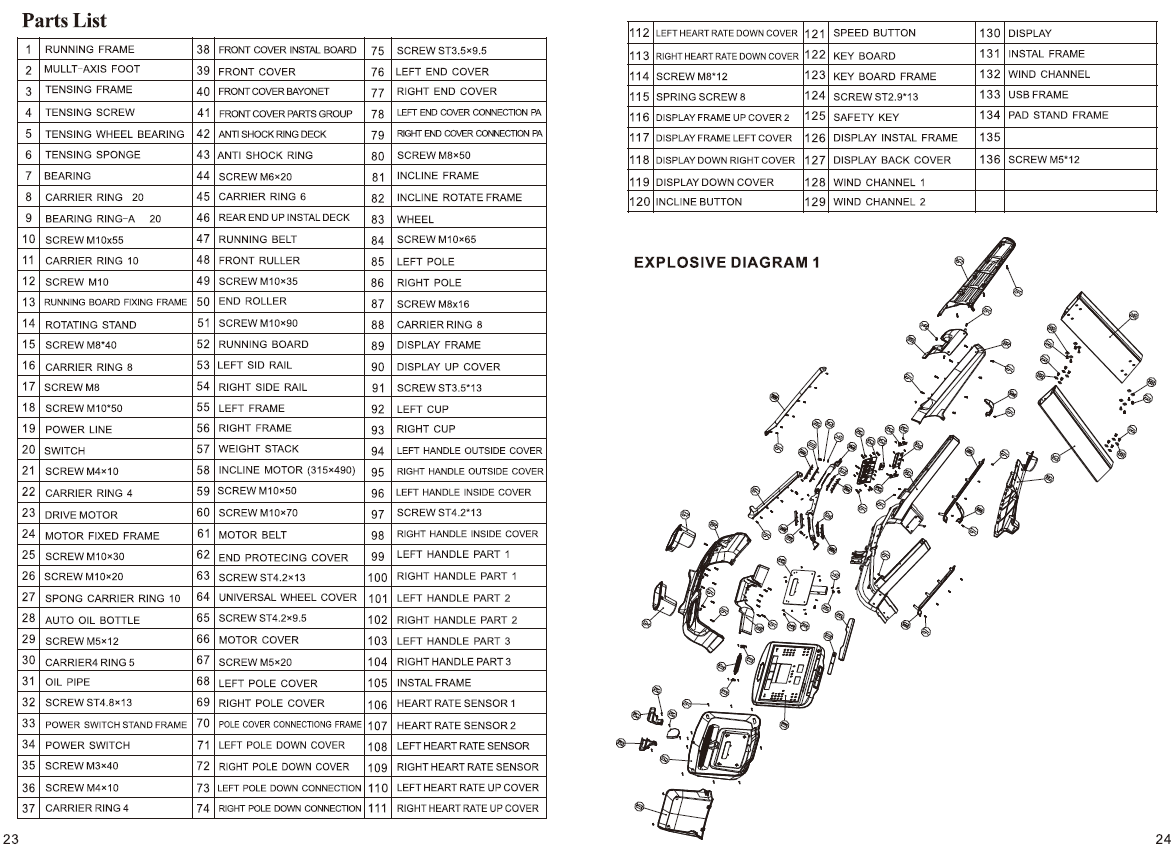 Parts List
1 RUNNING FRAME 38 FRONT COVER INSTAL BOARD 75 SCREW ST3.5×9.5
2 MULLT-AXIS FOOT 39 FRONT COVER 76 LEFT END COVER
3 TENSING FRAME 40 FRONT COVER BAYONET 77 RIGHT END COVER
4 TENSING SCREW 41 FRONT COVER PARTS GROUP 78 LEFT END COVER CONNECTION PA
5 TENSING WHEEL BEARING 42 ANTI SHOCK RING DECK 79 RIGHT END COVER CONNECTION PA
6 TENSING SPONGE 43 ANTI SHOCK RING 80 SCREW M8×50
7 BEARING 44 SCREW M6×20 81 INCLINE FRAME
8 CARRIER RING 20 45 CARRIER RING 6 82 INCLINE ROTATE FRAME
9 BEARING RING-A 20 46 REAR END UP INSTAL DECK 83 WHEEL
10 SCREW M10x55 47 RUNNING BELT 84 SCREW M10×65
11 CARRIER RING 10 48 FRONT RULLER 85 LEFT POLE
12 SCREW M10 49 SCREW M10×35 86 RIGHT POLE
13 RUNNING BOARD FIXING FRAME 50 END ROLLER 87 SCREW M8x16
14 ROTATING STAND 51 SCREW M10×90 88 CARRIER RING 8
15 SCREW M8*40 52 RUNNING BOARD 89 DISPLAY FRAME
16 CARRIER RING 8 53 LEFT SID RAIL 90 DISPLAY UP COVER
17 SCREW M8 54 RIGHT SIDE RAIL 91 SCREW ST3.5*13
18 SCREW M10*50 55 LEFT FRAME 92 LEFT CUP
19 POWER LINE 56 RIGHT FRAME 93 RIGHT CUP
20 SWITCH 57 WEIGHT STACK 94 LEFT HANDLE OUTSIDE COVER
21 SCREW M4×10 58 INCLINE MOTOR (315×490) 95 RIGHT HANDLE OUTSIDE COVER
22 CARRIER RING 4 59 SCREW M10×50 96 LEFT HANDLE INSIDE COVER
23 DRIVE MOTOR 60 SCREW M10×70 97 SCREW ST4.2*13
24 MOTOR FIXED FRAME 61 MOTOR BELT 98 RIGHT HANDLE INSIDE COVER
25 SCREW M10×30 62 END PROTECING COVER 99 LEFT HANDLE PART 1
26 SCREW M10×20 63 SCREW ST4.2×13 100 RIGHT HANDLE PART 1
27 SPONG CARRIER RING 10 64 UNIVERSAL WHEEL COVER 101 LEFT HANDLE PART 2
28 AUTO OIL BOTTLE 65 SCREW ST4.2×9.5 102 RIGHT HANDLE PART 2
29 SCREW M5×12 66 MOTOR COVER 103 LEFT HANDLE PART 3
30 CARRIER4 RING 5 67 SCREW M5×20 104 RIGHT HANDLE PART 3
31 OIL PIPE 68 LEFT POLE COVER 105 INSTAL FRAME
32 SCREW ST4.8×13 69 RIGHT POLE COVER 106 HEART RATE SENSOR 1
33 POWER SWITCH STAND FRAME 70 POLE COVER CONNECTIONG FRAME 107 HEART RATE SENSOR 2
34 POWER SWITCH 71 LEFT POLE DOWN COVER 108 LEFT HEART RATE SENSOR
35 SCREW M3×40 72 RIGHT POLE DOWN COVER 109 RIGHT HEART RATE SENSOR
36 SCREW M4×10 73 LEFT POLE DOWN CONNECTION 110 LEFT HEART RATE UP COVER
37 CARRIER RING 4 74 RIGHT POLE DOWN CONNECTION 111 RIGHT HEART RATE UP COVER
23
112 LEFT HEART RATE DOWN COVER 121 SPEED BUTTON 130 DISPLAY
113 RIGHT HEART RATE DOWN COVER 122 KEY BOARD 131 INSTAL FRAME
114 SCREW M8*12 123 KEY BOARD FRAME 132 WIND CHANNEL
115 SPRING SCREW 8 124 SCREW ST2.9*13 133 USB FRAME
116 DISPLAY FRAME UP COVER 2 125 SAFETY KEY 134 PAD STAND FRAME
117 DISPLAY FRAME LEFT COVER 126 DISPLAY INSTAL FRAME 135
118 DISPLAY DOWN RIGHT COVER 127 DISPLAY BACK COVER 136 SCREW M5*12
119 DISPLAY DOWN COVER 128 WIND CHANNEL 1
120 INCLINE BUTTON 129 WIND CHANNEL 2
EXPLOSIVE DIAGRAM 1
24